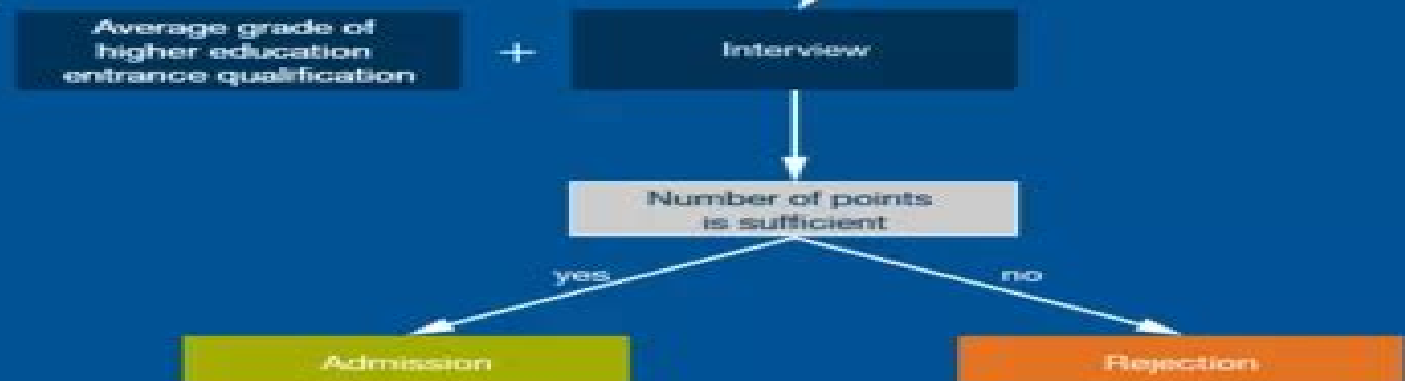 Average grade of
higher education
entrance qualification
+
Interview
Number of points
is sufficient
yes
no
Admission
Rejection